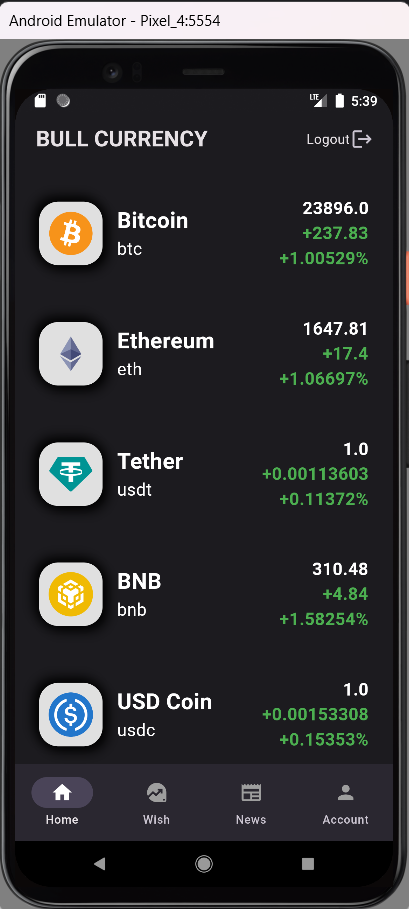 Android Emulator - Pixel_4:5554
LTE 5:39
BULL CURRENCY Logout
23896.0
Bitcoin +237.83
btc +1.00529%
1647.81
Ethereum +17.4
eth +1.06697%
1.0
Tether +0.00113603
usdt +0.11372%
310.48
BNB +4.84
bnb +1.58254%
1.0
USD Coin +0.00153308
usdc +0.15353%
Home Wish News Account